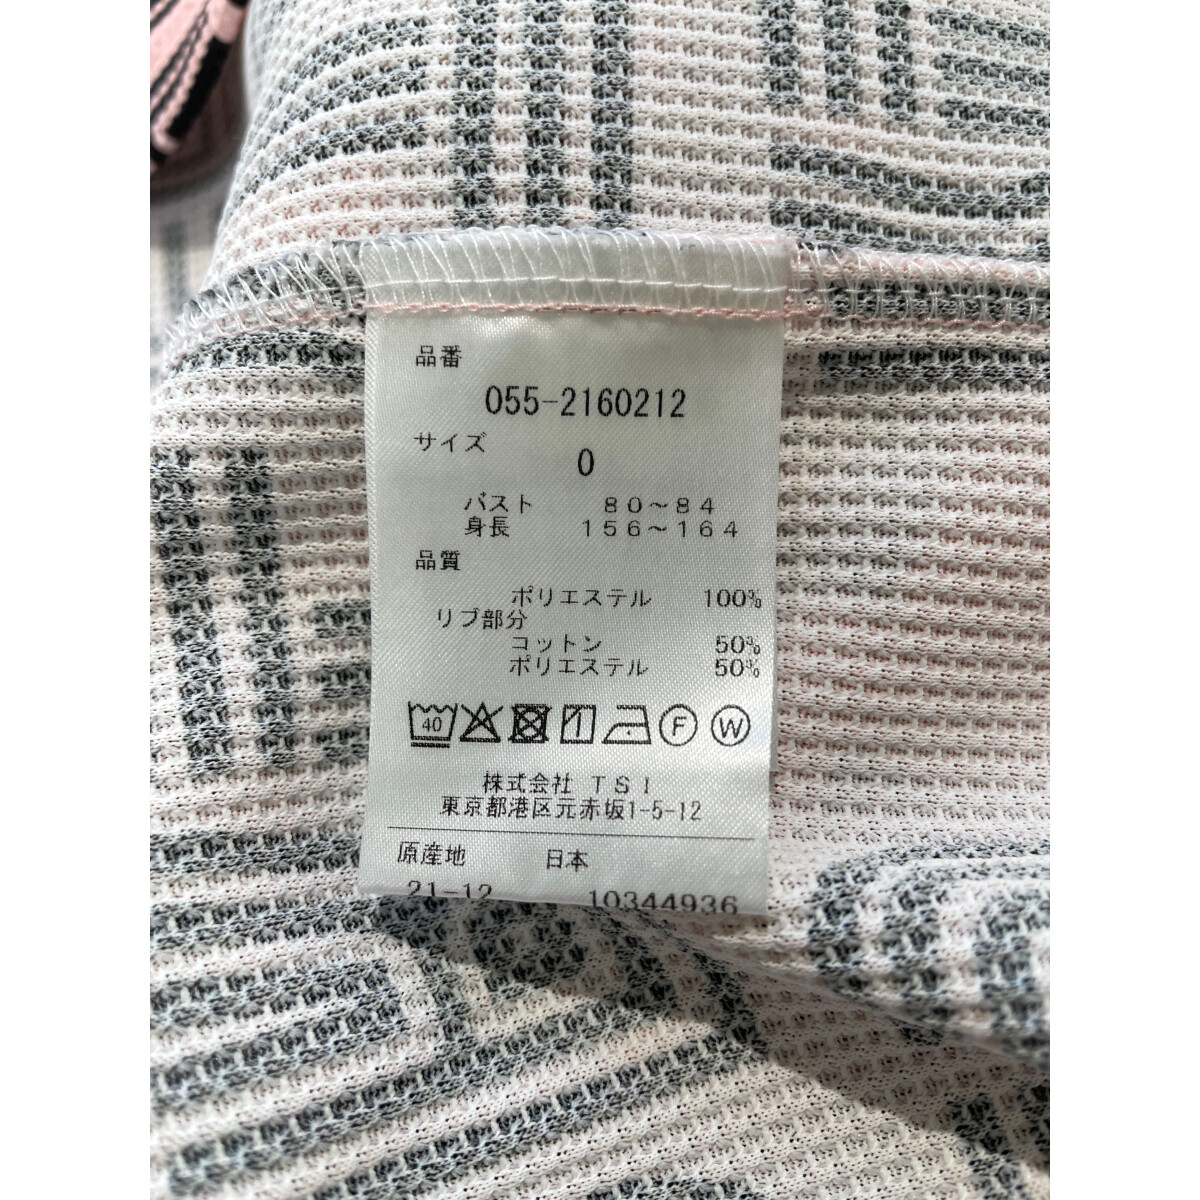 品番
055-2160212
サイズ
0
バスト 80～84
身長 156～164
品質
ポリエステル 100%
リブ部分
コットン 50%
ポリエステル 50%
40 F W
株式会社 TSI
東京都港区元赤坂1-5-12
原産地 日本
21-12 10344936